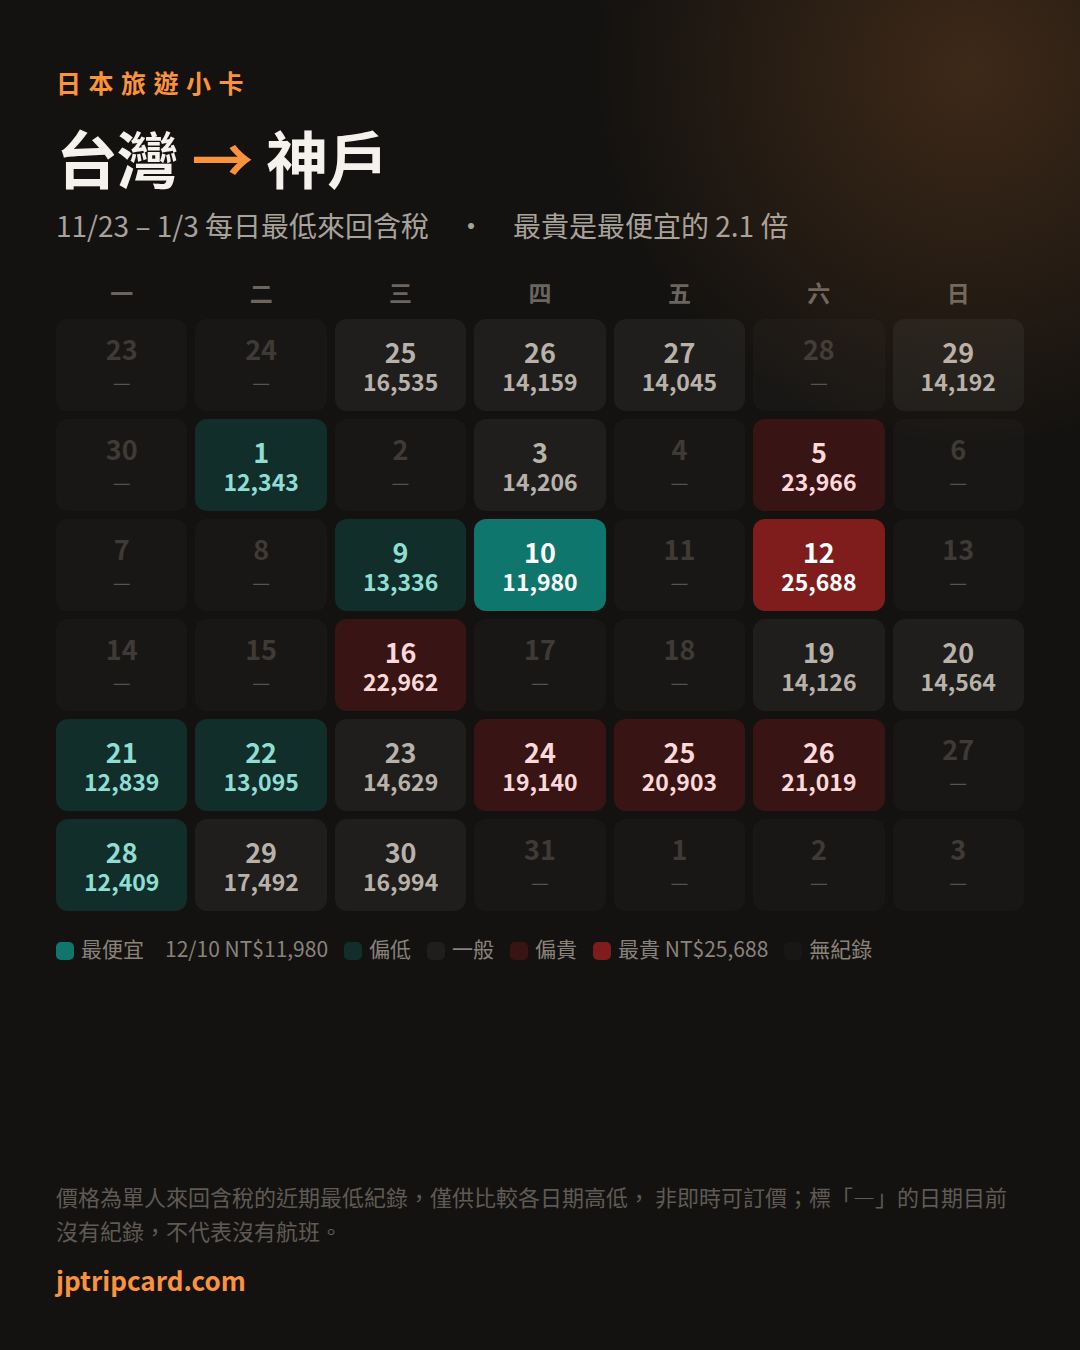 日本旅遊小卡
台灣 → 神戶
11/23 – 1/3 每日最低來回含稅 · 最貴是最便宜的 2.1 倍
一 二 三 四 五 六 日
23 24 25 26 27 28 29
— — 16,535 14,159 14,045 — 14,192
30 1 2 3 4 5 6
— 12,343 — 14,206 — 23,966 —
7 8 9 10 11 12 13
— — 13,336 11,980 — 25,688 —
14 15 16 17 18 19 20
— — 22,962 — — 14,126 14,564
21 22 23 24 25 26 27
12,839 13,095 14,629 19,140 20,903 21,019 —
28 29 30 31 1 2 3
12,409 17,492 16,994 — — — —
最便宜 12/10 NT$11,980 偏低 一般 偏貴 最貴 NT$25,688 無紀錄
價格為單人來回含稅的近期最低紀錄，僅供比較各日期高低， 非即時可訂價；標「—」的日期目前
沒有紀錄，不代表沒有航班。
jptripcard.com